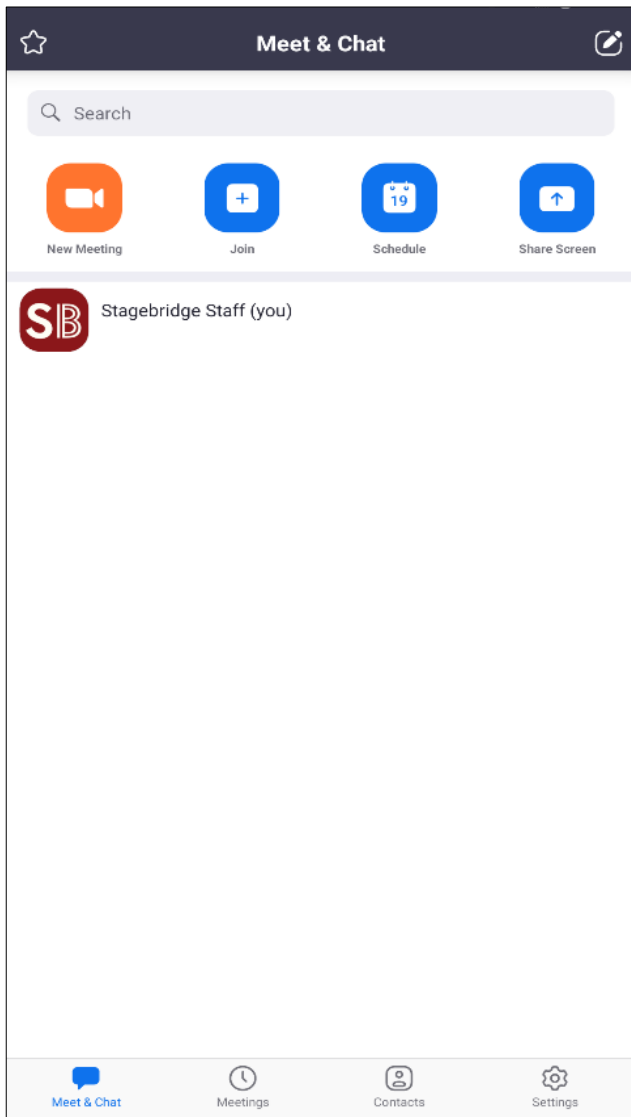 Meet & Chat
Search
19
New Meeting Join Schedule Share Screen
SB Stagebridge Staff (you)
Meet & Chat Meetings Contacts Settings